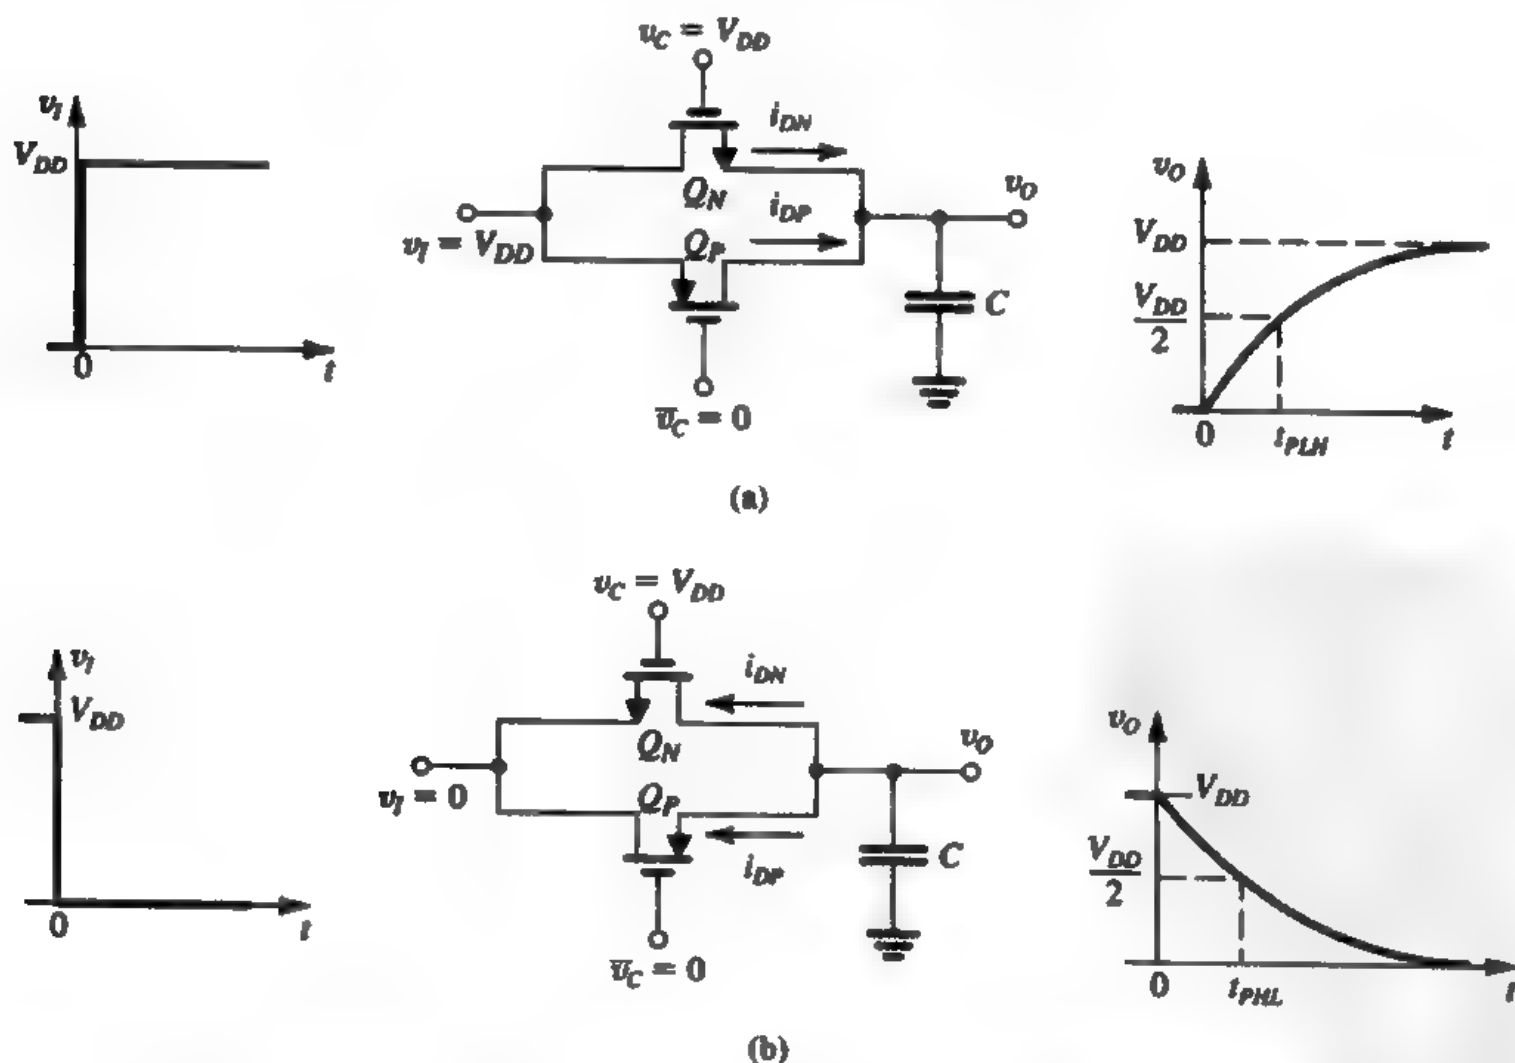 v_C = V_DD
v_I
V_DD
0
t
i_DN
Q_N
i_DP
Q_P
v_I = V_DD
v_O
C
v̅_C = 0
v_O
V_DD
V_DD/2
0
t_PLH
t
(a)
v_C = V_DD
v_I
V_DD
0
t
i_DN
Q_N
v_O
v_I = 0
Q_P
i_DP
C
v̅_C = 0
v_O
V_DD
V_DD/2
0
t_PHL
t
(b)